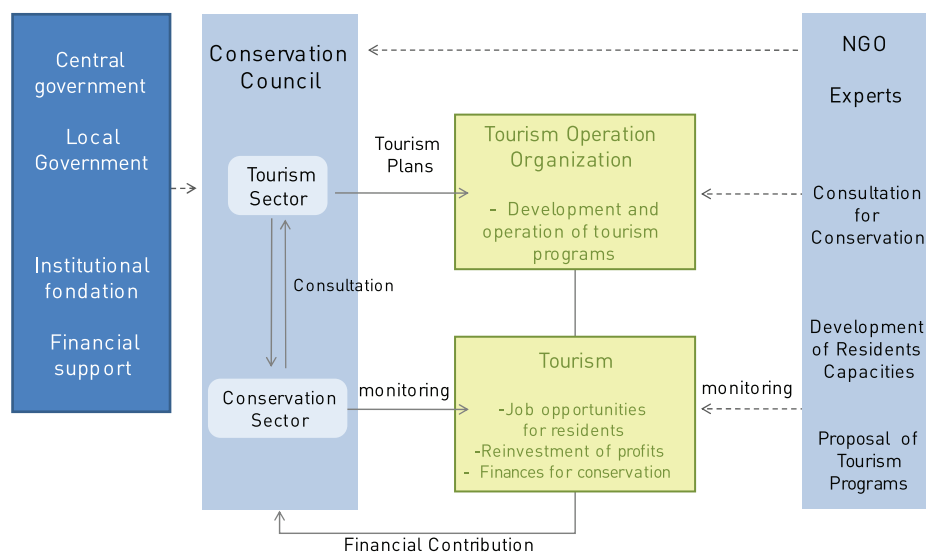 Central
government
Local
Government
Institutional
fondation
Financial
support
Conservation
Council
Tourism
Sector
Consultation
Conservation
Sector
Tourism
Plans
monitoring
Tourism Operation
Organization
- Development and
operation of tourism
programs
Tourism
-Job opportunities
for residents
-Reinvestment of profits
- Finances for conservation
Financial Contribution
monitoring
NGO
Experts
Consultation
for
Conservation
Development
of Residents
Capacities
Proposal of
Tourism
Programs